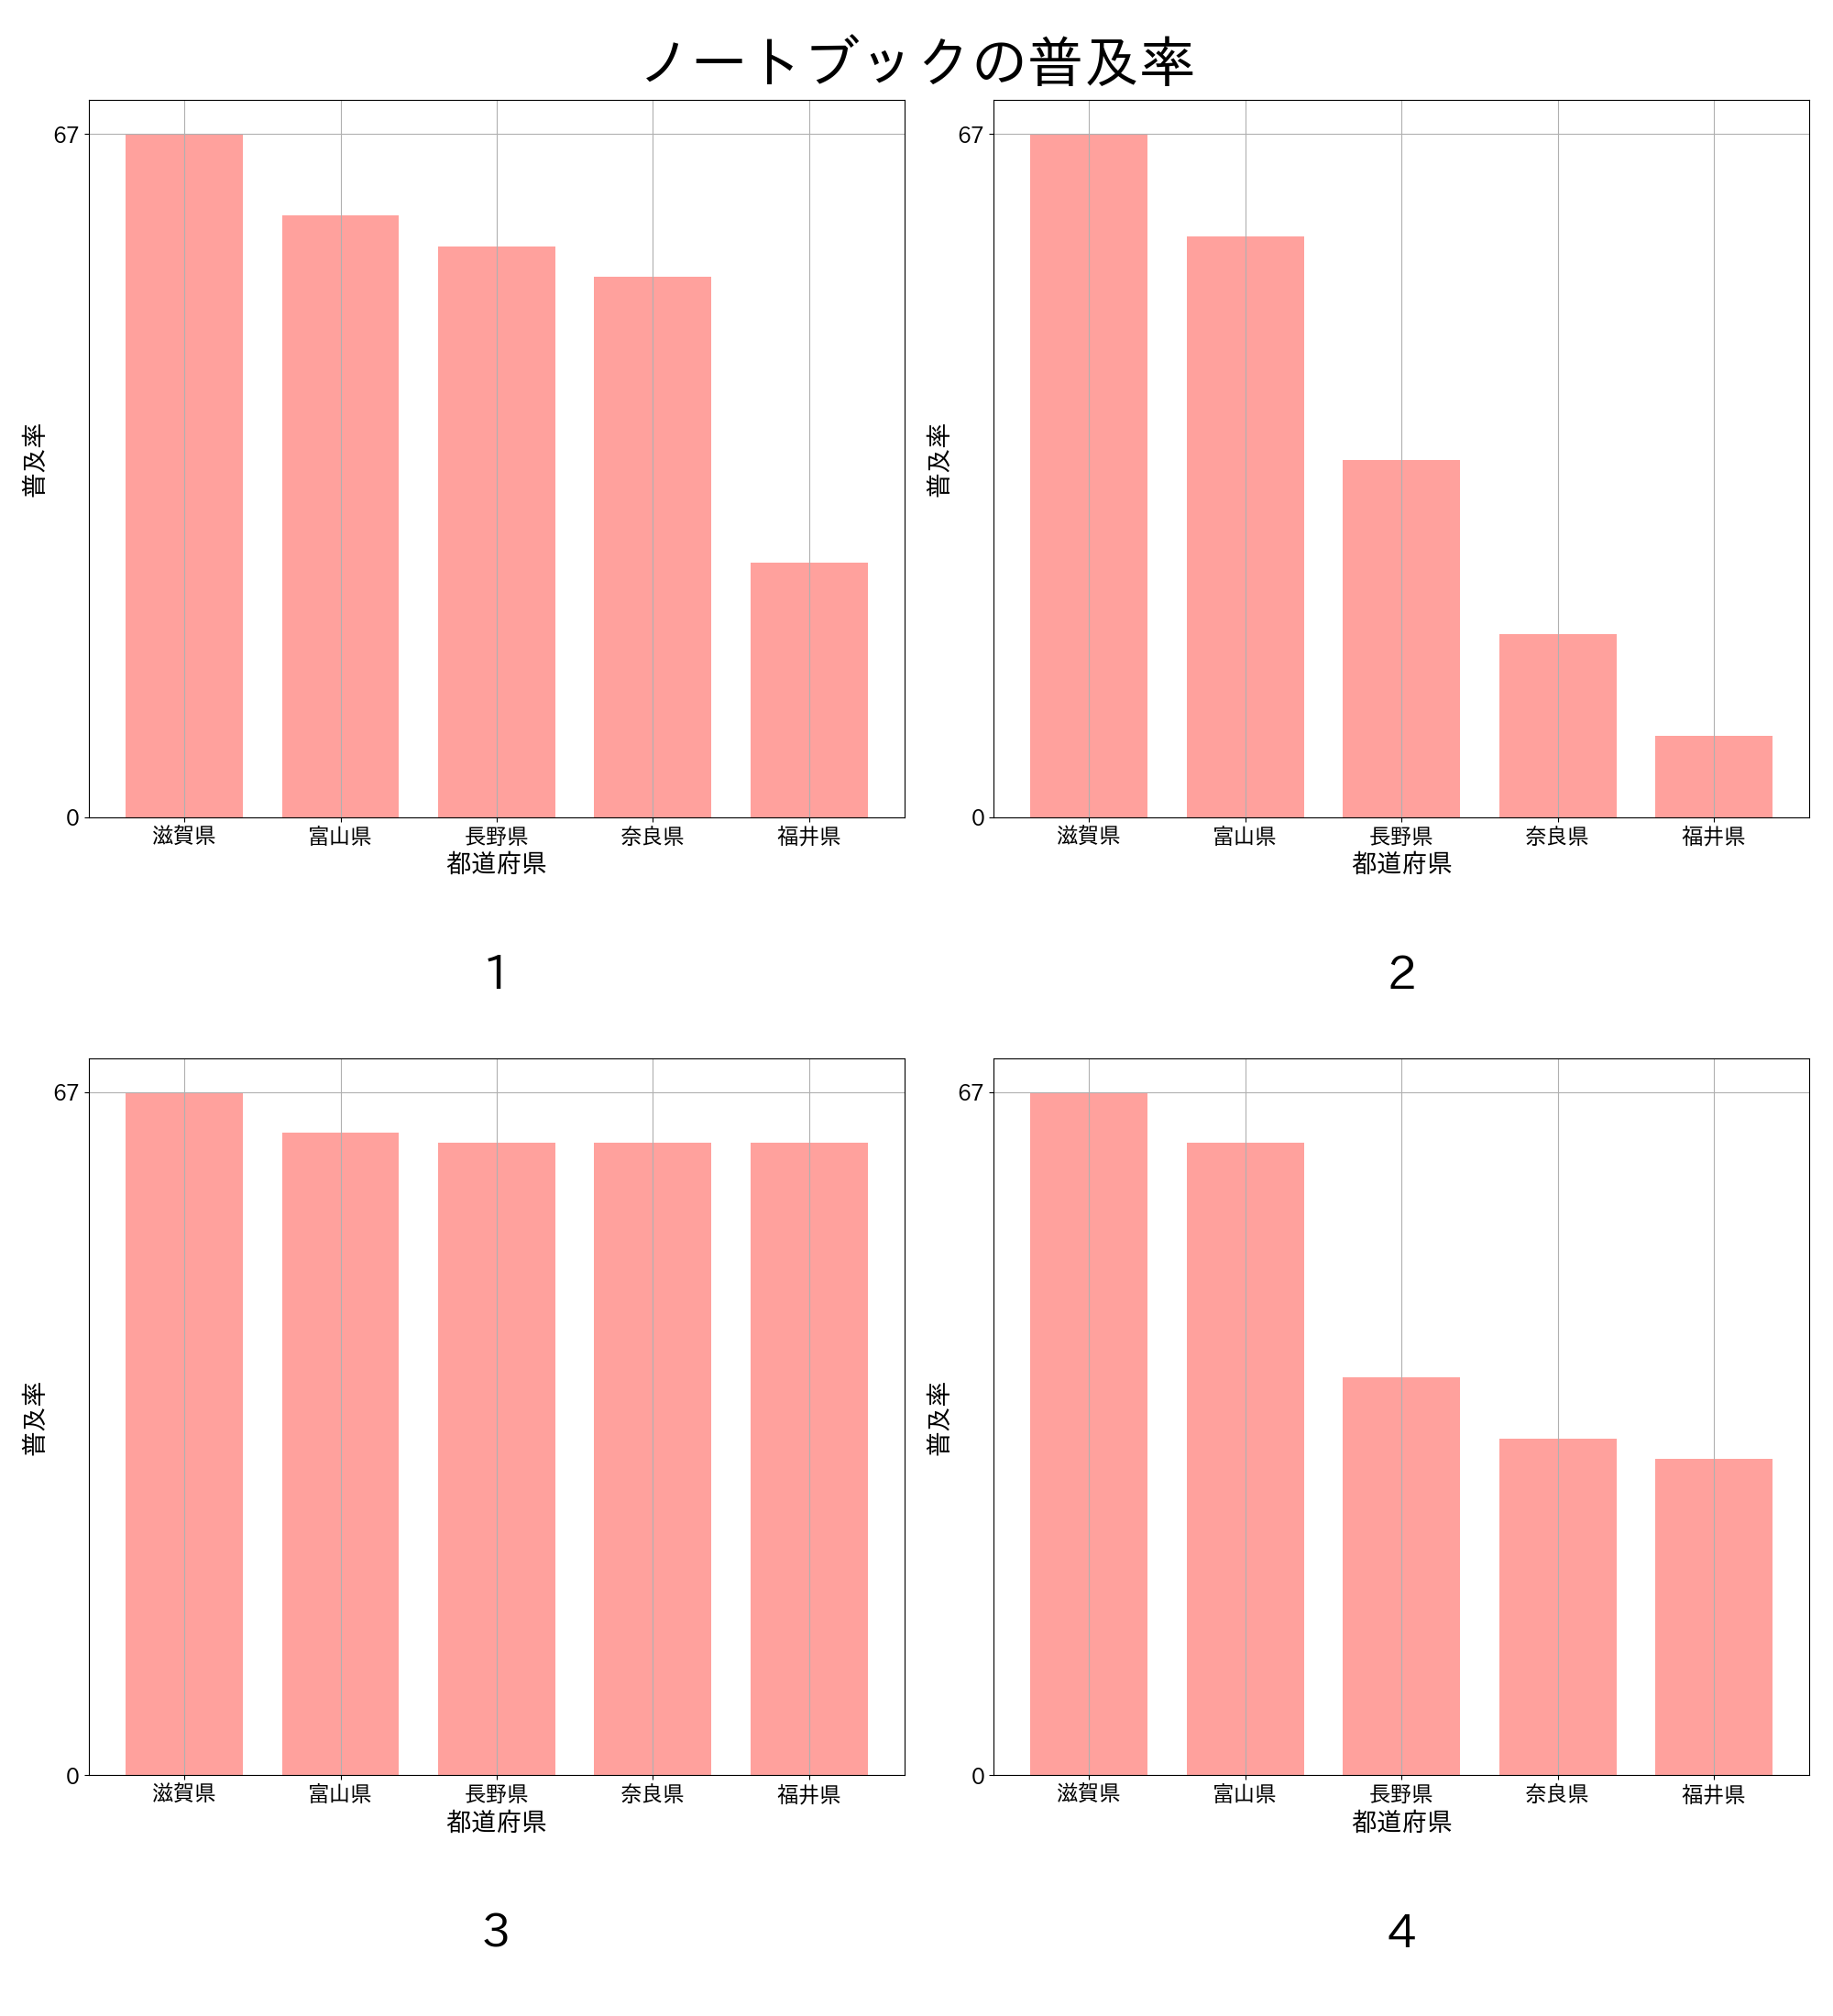 ノートブックの普及率
67
0
普及率
滋賀県 富山県 長野県 奈良県 福井県
都道府県
1
67
0
普及率
滋賀県 富山県 長野県 奈良県 福井県
都道府県
2
67
0
普及率
滋賀県 富山県 長野県 奈良県 福井県
都道府県
3
67
0
普及率
滋賀県 富山県 長野県 奈良県 福井県
都道府県
4